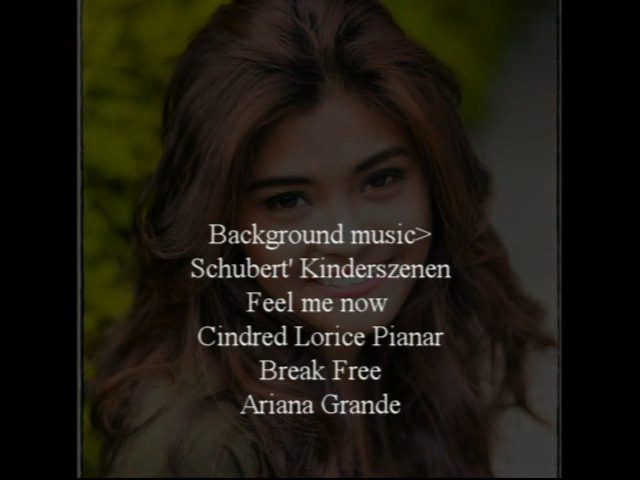 Background music>
Schubert' Kinderszenen
Feel me now
Cindred Lorice Pianar
Break Free
Ariana Grande